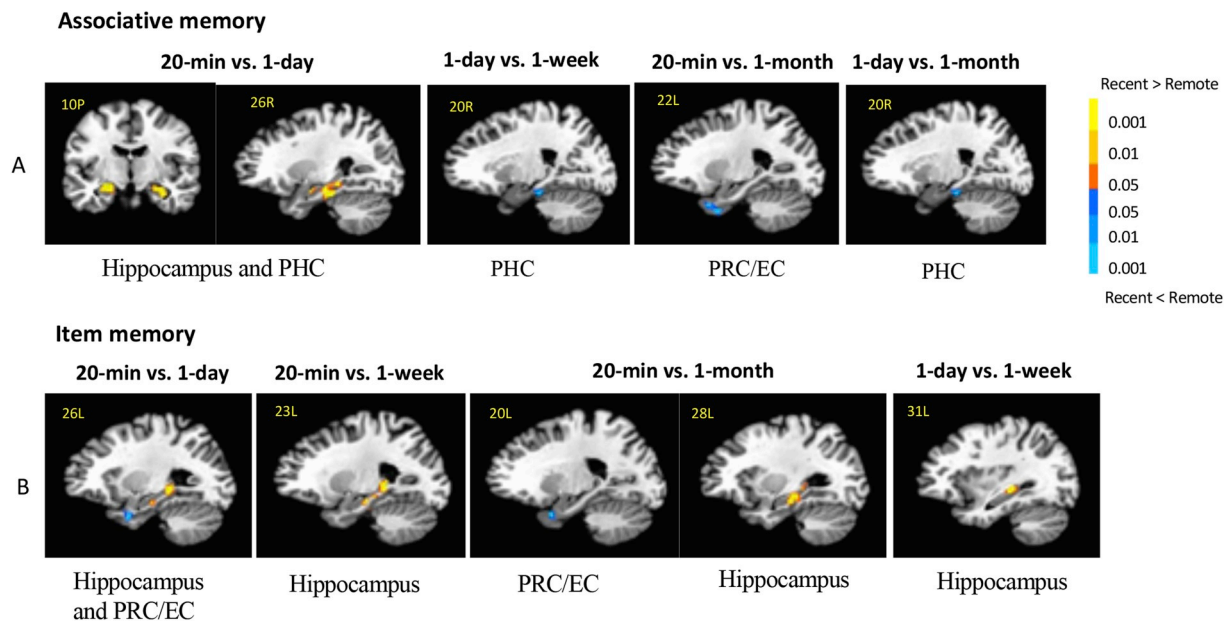 Associative memory
20-min vs. 1-day
1-day vs. 1-week
20-min vs. 1-month
1-day vs. 1-month
Recent > Remote
10P
26R
20R
22L
20R
0.001
0.01
0.05
0.05
0.01
0.001
A
Hippocampus and PHC
PHC
PRC/EC
PHC
Recent < Remote
Item memory
20-min vs. 1-day
20-min vs. 1-week
20-min vs. 1-month
1-day vs. 1-week
26L
23L
20L
28L
31L
B
Hippocampus
and PRC/EC
Hippocampus
PRC/EC
Hippocampus
Hippocampus